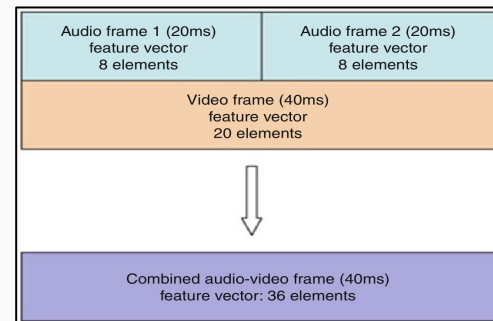 Audio frame 1 (20ms)
feature vector
8 elements
Audio frame 2 (20ms)
feature vector
8 elements
Video frame (40ms)
feature vector
20 elements
Combined audio-video frame (40ms)
feature vector: 36 elements